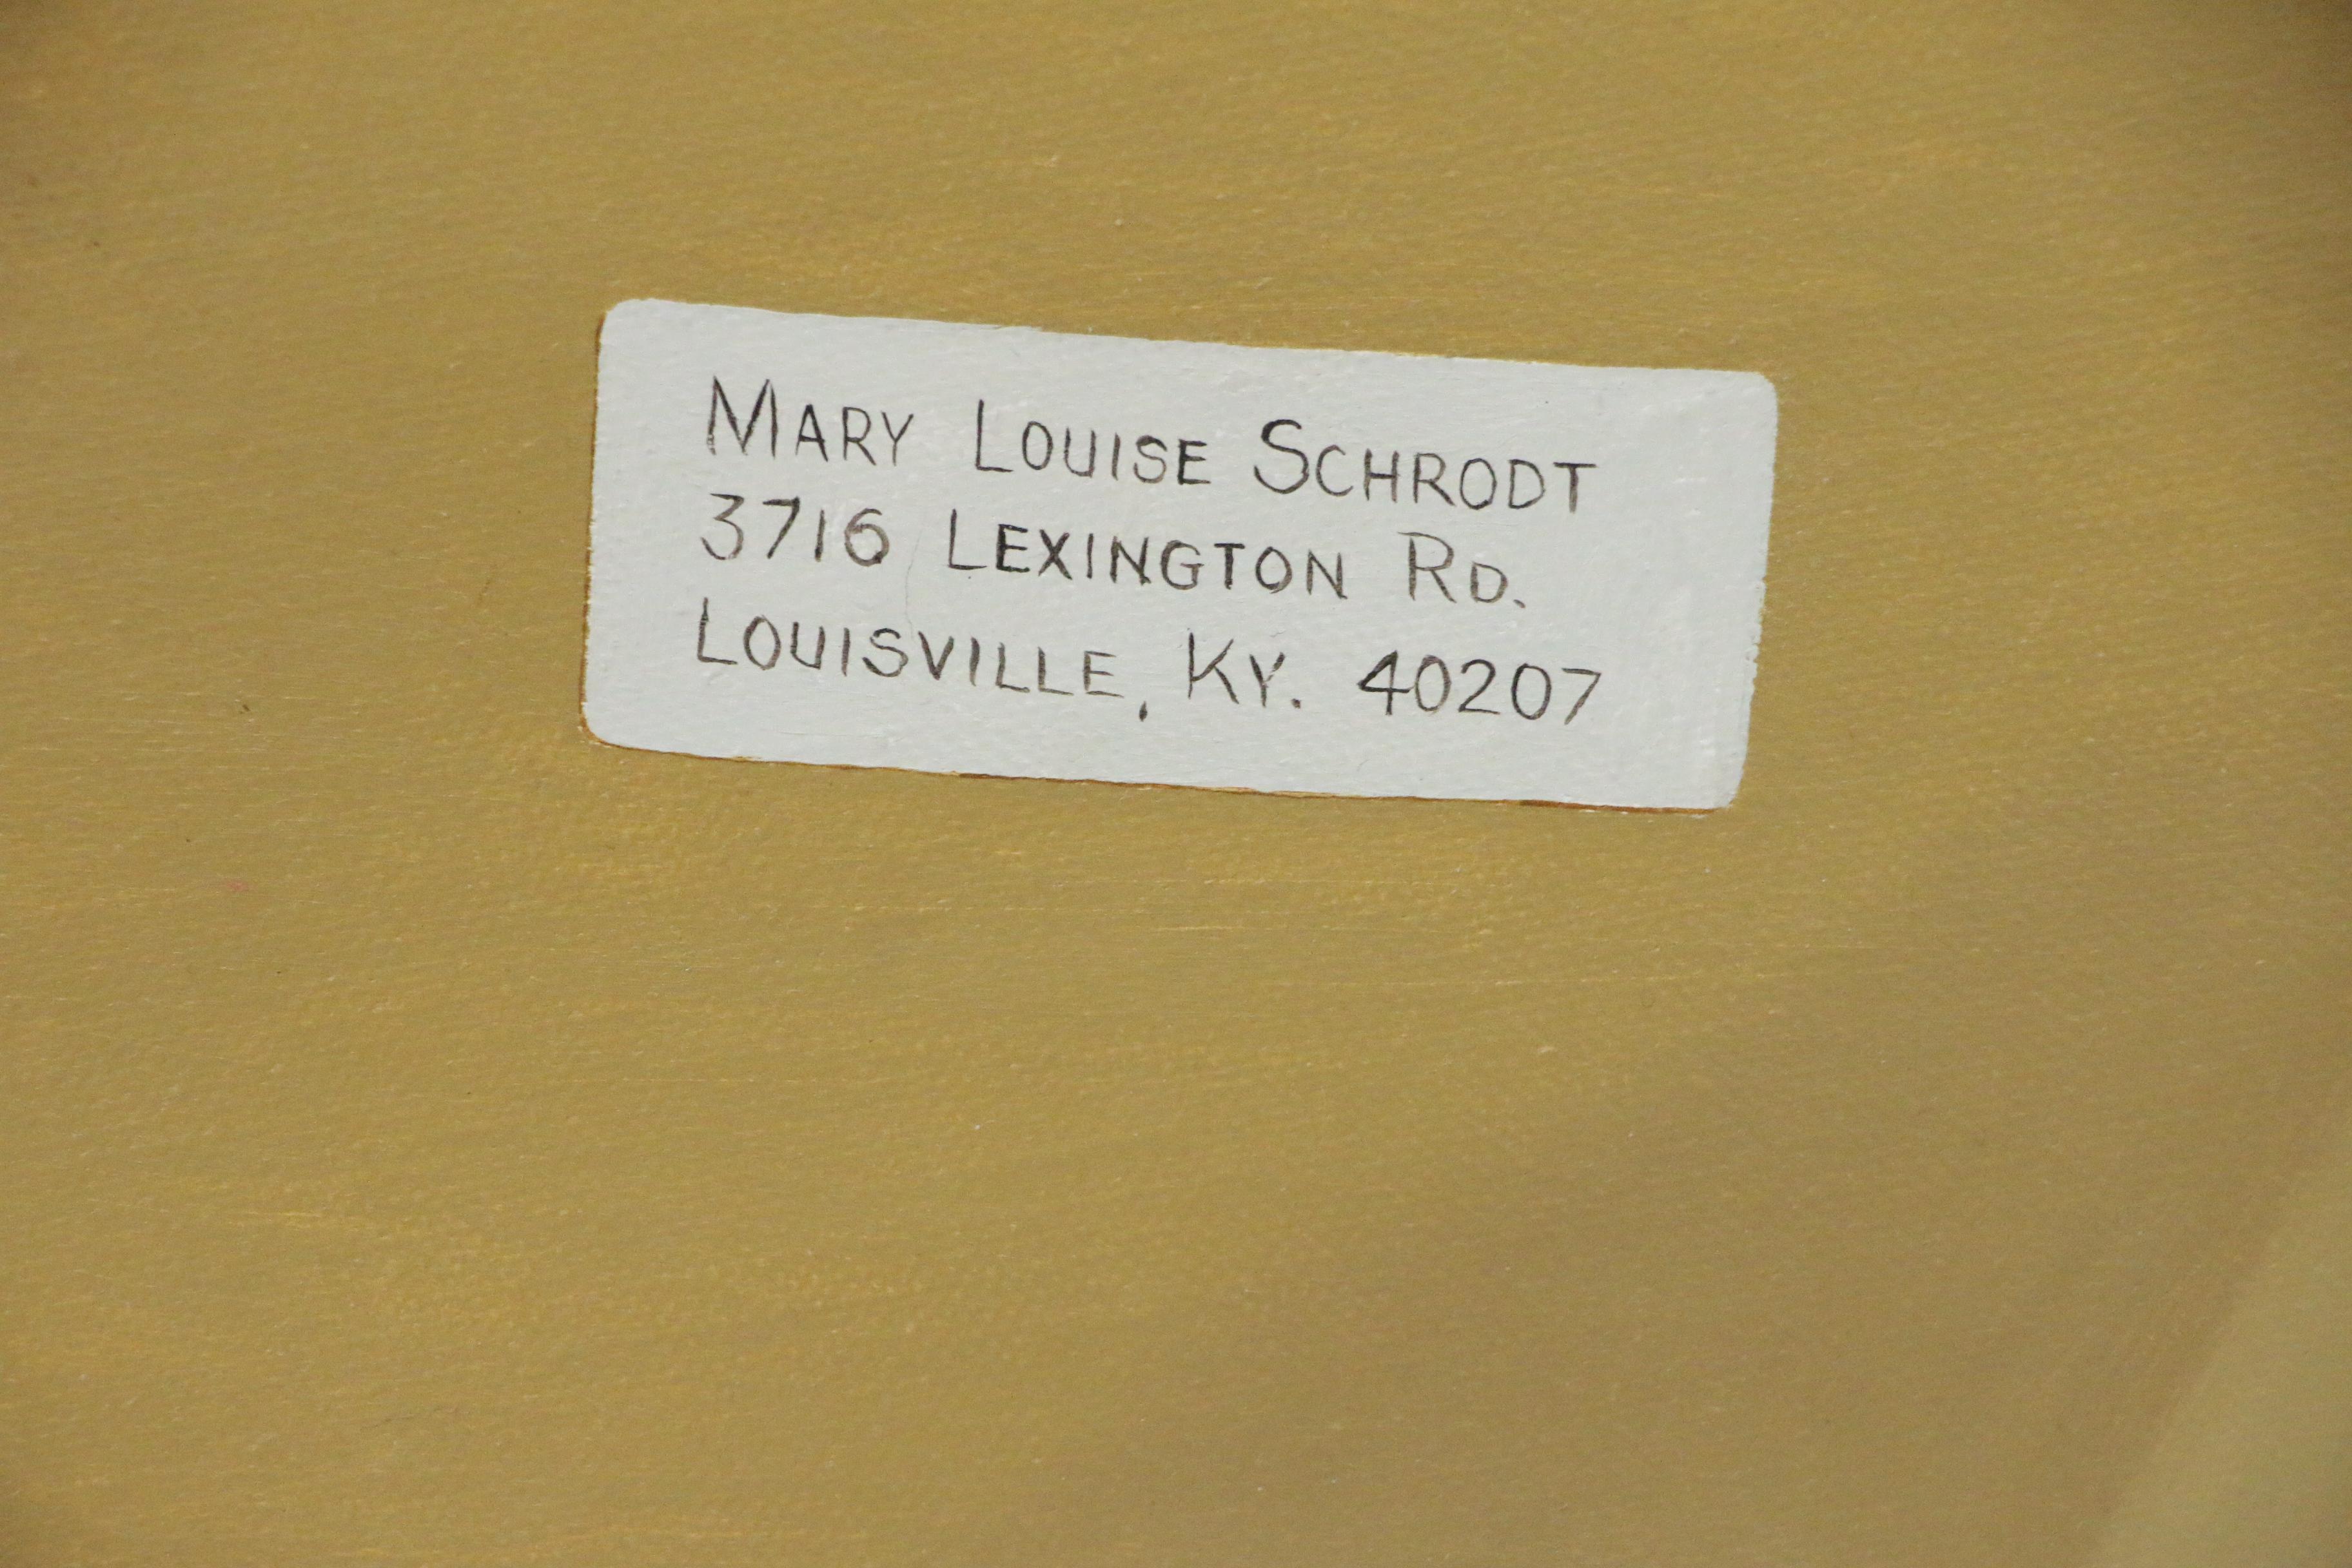 MARY LOUISE SCHRODT
3716 LEXINGTON RD.
LOUISVILLE, KY. 40207